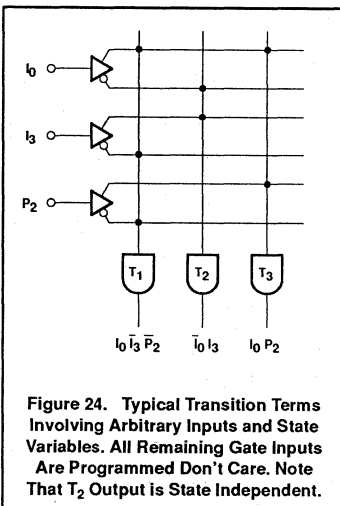 I₀
I₃
P₂
T₁ T₂ T₃
I₀ Ī₃ P̄₂ Ī₀ I₃ I₀ P₂
Figure 24. Typical Transition Terms
Involving Arbitrary Inputs and State
Variables. All Remaining Gate Inputs
Are Programmed Don't Care. Note
That T₂ Output is State Independent.